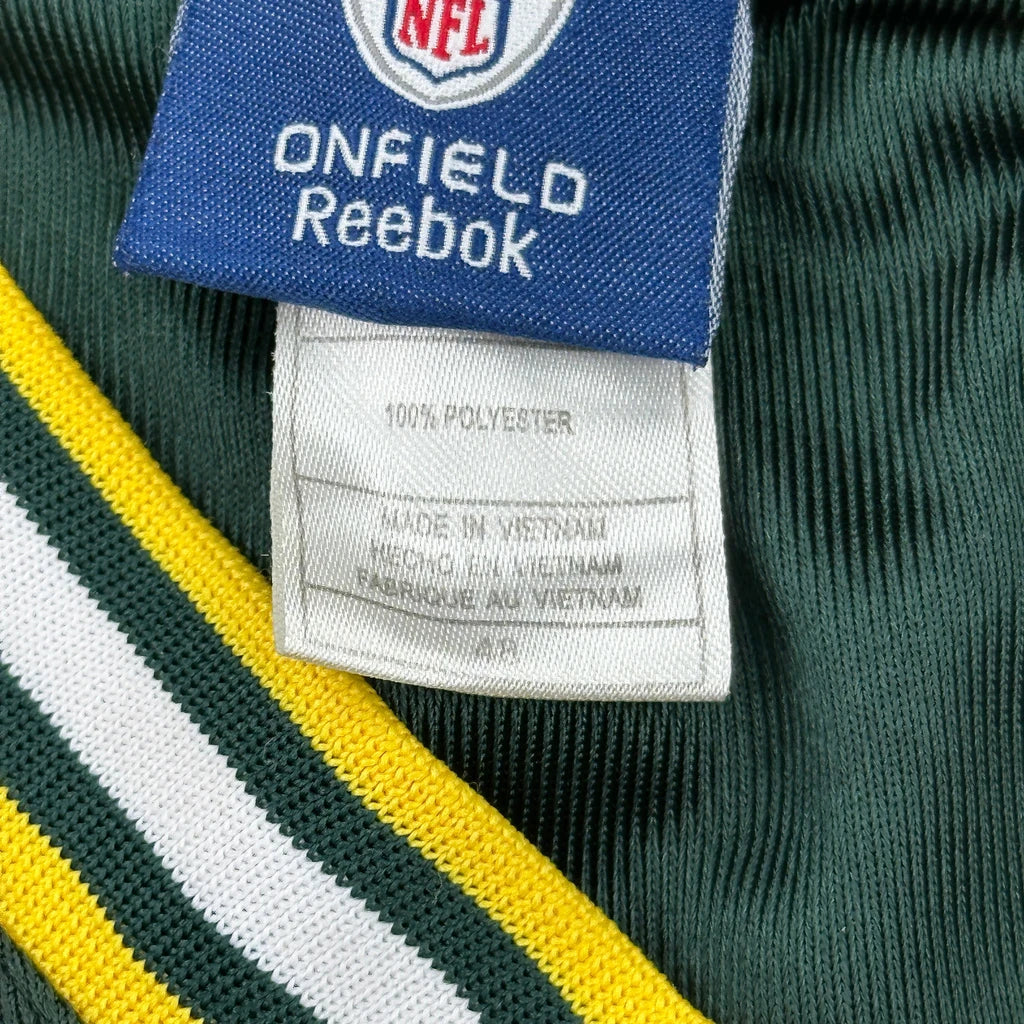 NFL
ONFIELD
Reebok
100% POLYESTER
MADE IN VIETNAM
HECHO EN VIETNAM
FABRIQUE AU VIETNAM